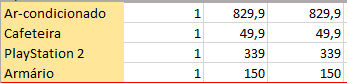 Ar-condicionado 1 829,9 829,9
Cafeteira 1 49,9 49,9
PlayStation 2 1 339 339
Armário 1 150 150